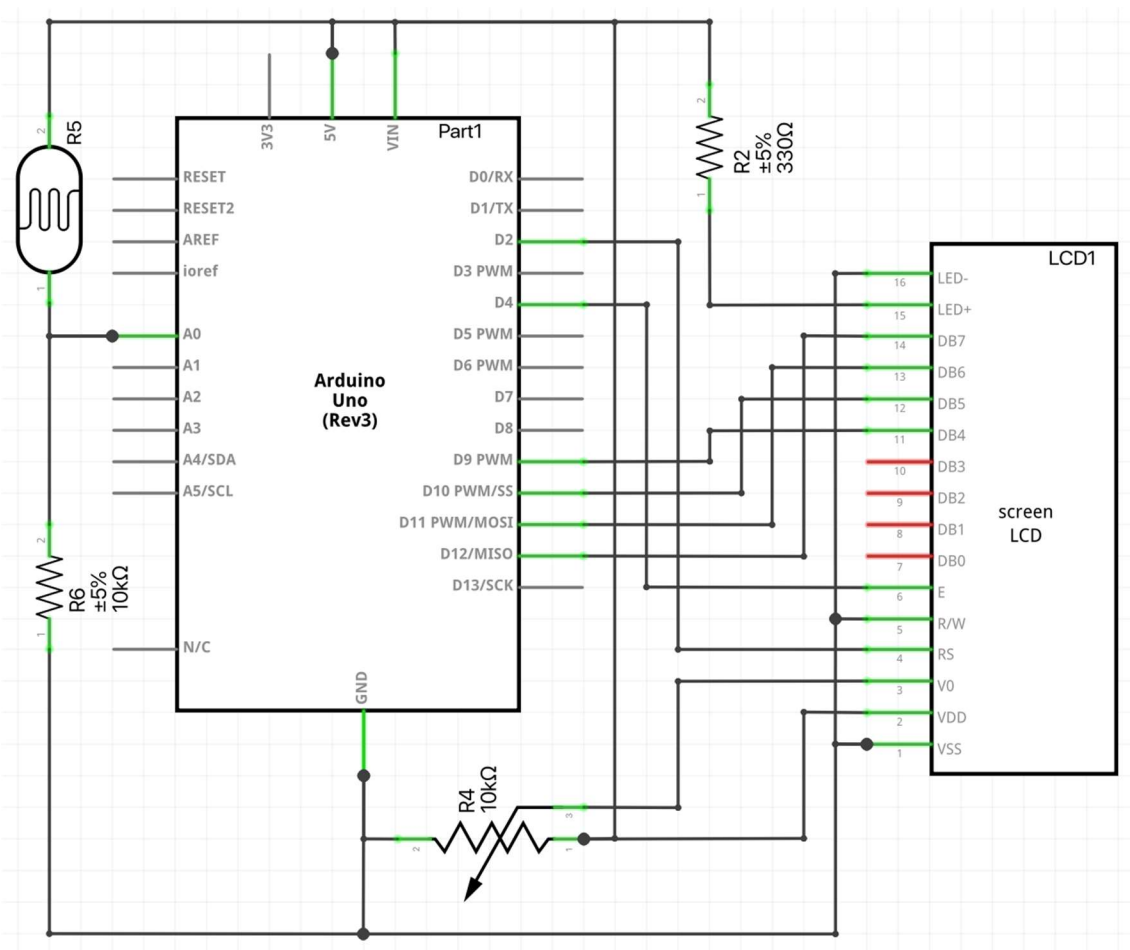 3V3
5V
VIN
Part1
R5
2
1
RESET
RESET2
AREF
ioref
A0
A1
A2
A3
A4/SDA
A5/SCL
N/C
Arduino
Uno
(Rev3)
D0/RX
D1/TX
D2
D3 PWM
D4
D5 PWM
D6 PWM
D7
D8
D9 PWM
D10 PWM/SS
D11 PWM/MOSI
D12/MISO
D13/SCK
GND
2
1
R2
±5%
330Ω
2
1
R6
±5%
10kΩ
R4
10kΩ
2
3
1
LCD1
16 LED-
15 LED+
14 DB7
13 DB6
12 DB5
11 DB4
10 DB3
9 DB2
8 DB1
7 DB0
6 E
5 R/W
4 RS
3 V0
2 VDD
1 VSS
screen
LCD